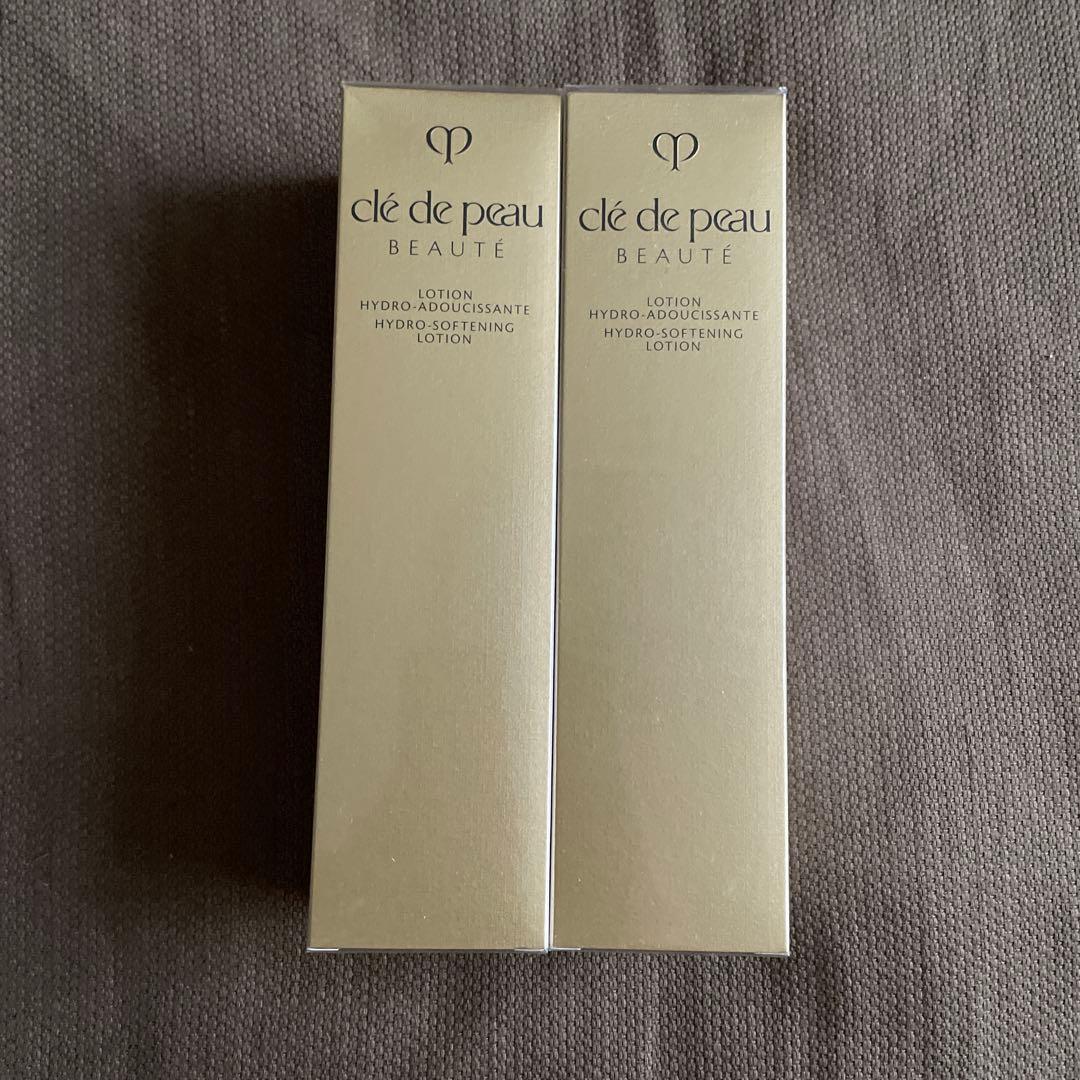 clé de peau
BEAUTÉ
LOTION
HYDRO-ADOUCISSANTE
HYDRO-SOFTENING
LOTION
clé de peau
BEAUTÉ
LOTION
HYDRO-ADOUCISSANTE
HYDRO-SOFTENING
LOTION